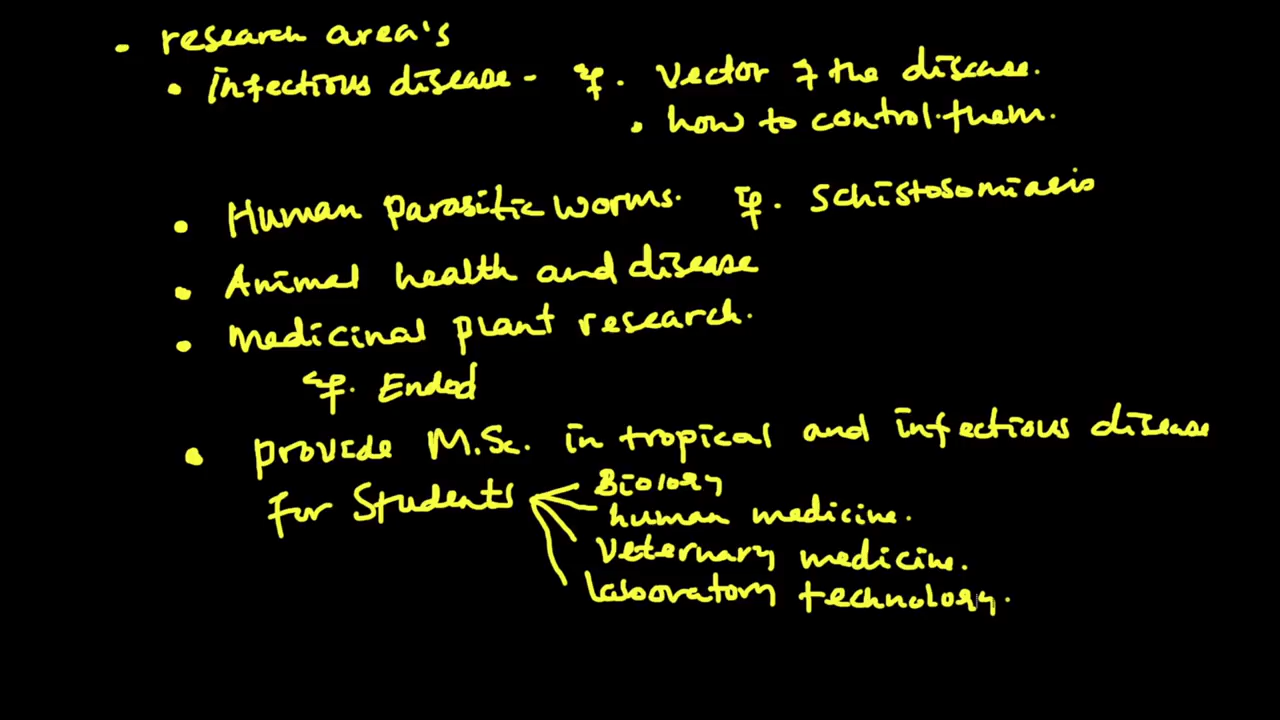 • research area's
• Infectious disease - eg. Vector of the disease.
• how to control them.
• Human parasitic worms. eg. Schistosomiasis
• Animal health and disease
• Medicinal plant research.
eg. Endod
• provide M.Sc. in tropical and infectious disease
for Students
Biology
human medicine.
veternary medicine.
laboratory technology.